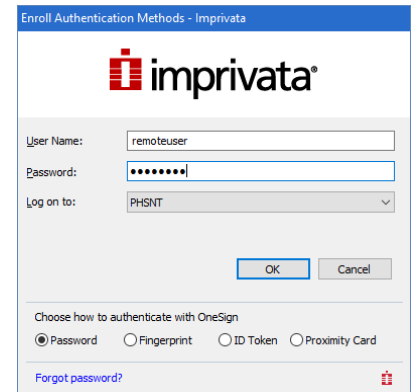 Enroll Authentication Methods - Imprivata
imprivata®
User Name: remoteuser
Password: ••••••••
Log on to: PHSNT
OK Cancel
Choose how to authenticate with OneSign
Password Fingerprint ID Token Proximity Card
Forgot password?